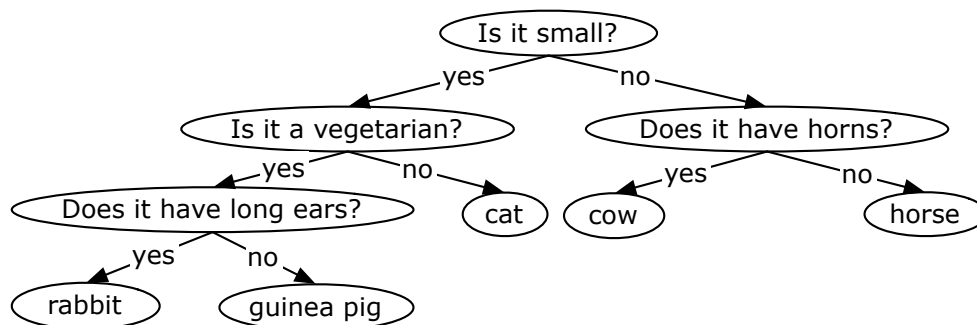 Is it small?
yes
no
Is it a vegetarian?
Does it have horns?
yes
no
yes
no
Does it have long ears?
cat
cow
horse
yes
no
rabbit
guinea pig